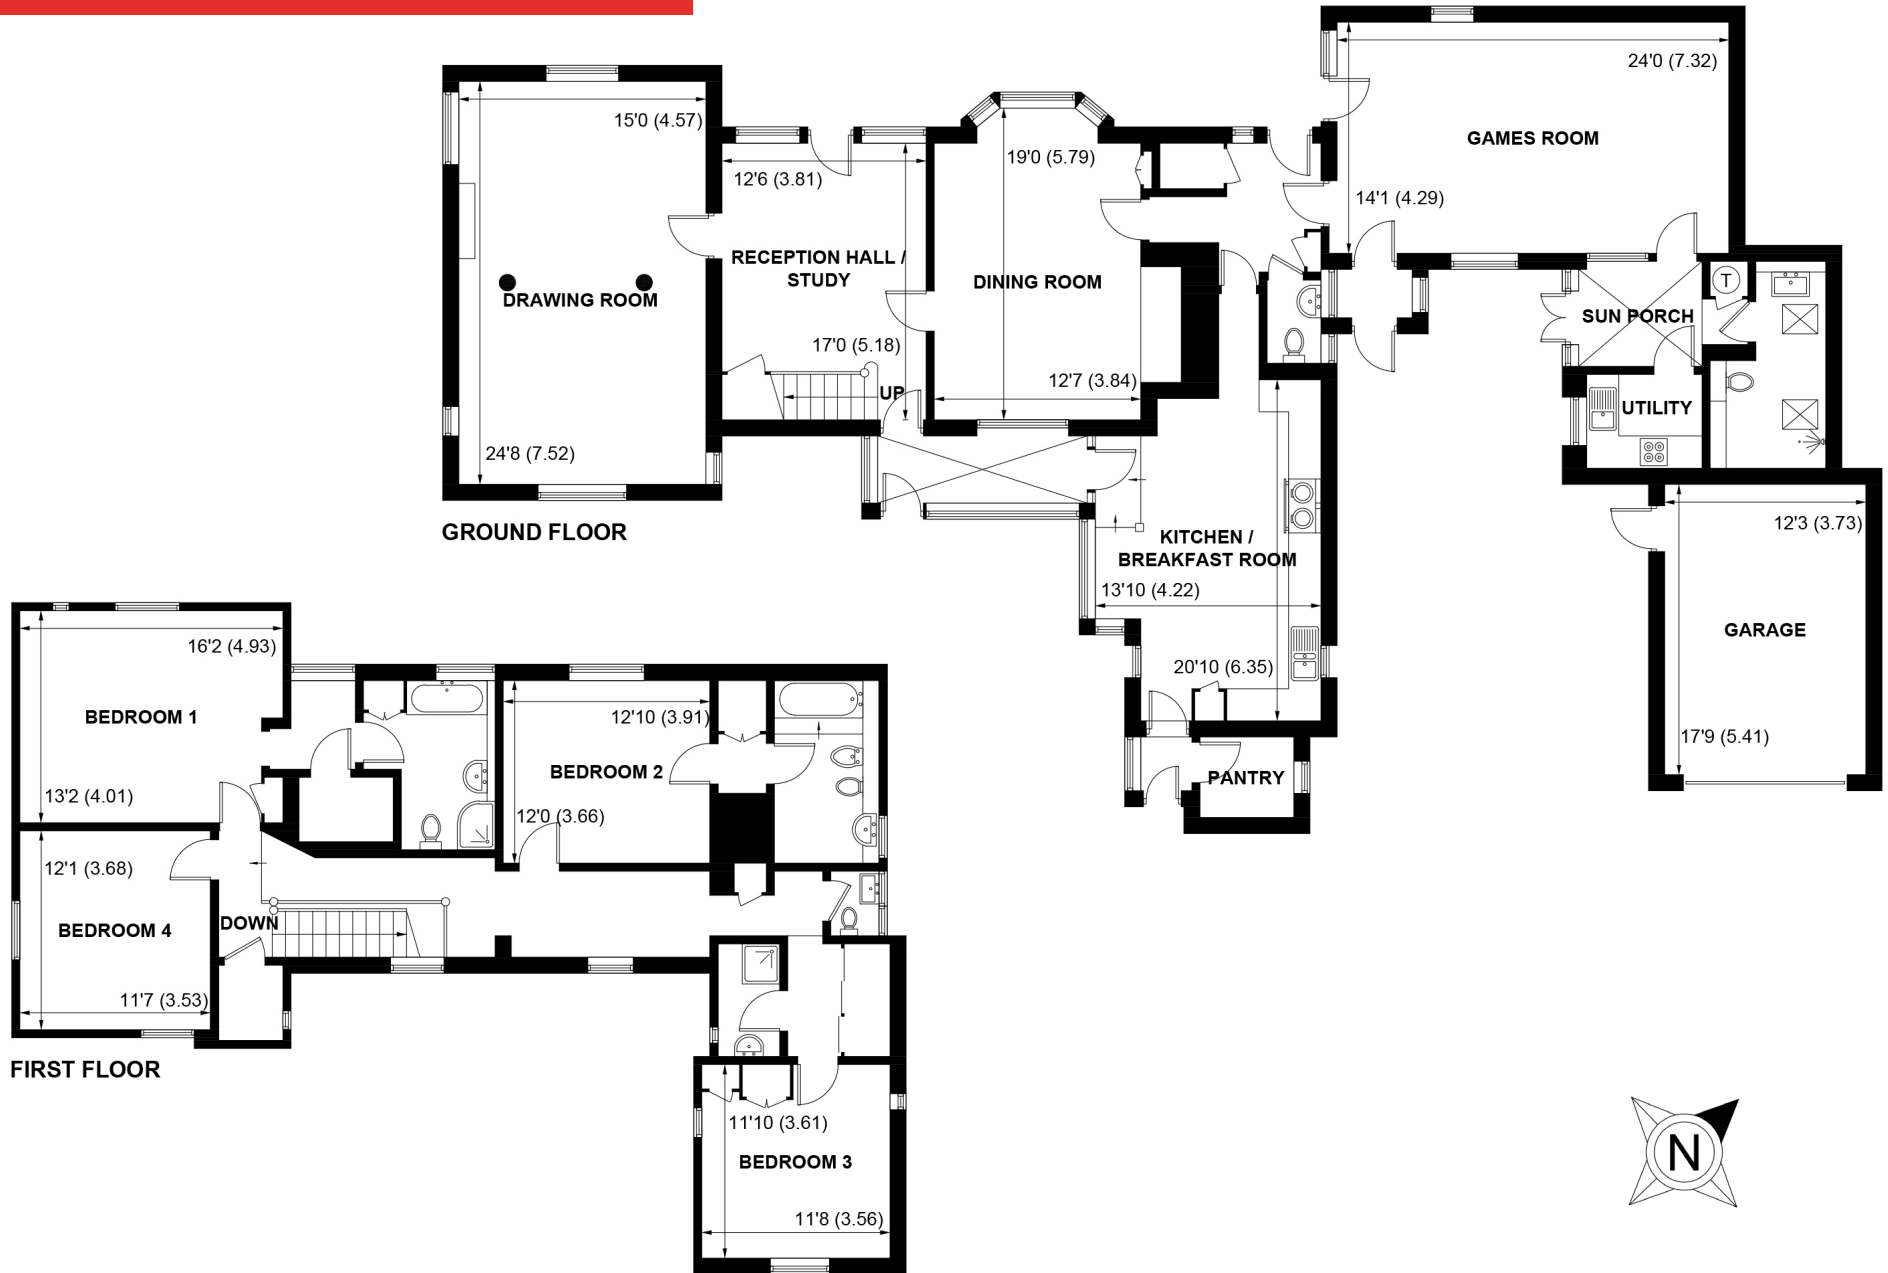 24'0 (7.32)
GAMES ROOM
14'1 (4.29)
15'0 (4.57)
DRAWING ROOM
24'8 (7.52)
12'6 (3.81)
RECEPTION HALL /
STUDY
17'0 (5.18)
UP
19'0 (5.79)
DINING ROOM
12'7 (3.84)
T
SUN PORCH
UTILITY
GROUND FLOOR
KITCHEN /
BREAKFAST ROOM
13'10 (4.22)
20'10 (6.35)
PANTRY
12'3 (3.73)
GARAGE
17'9 (5.41)
16'2 (4.93)
BEDROOM 1
13'2 (4.01)
12'10 (3.91)
BEDROOM 2
12'0 (3.66)
12'1 (3.68)
BEDROOM 4
11'7 (3.53)
DOWN
FIRST FLOOR
11'10 (3.61)
BEDROOM 3
11'8 (3.56)
N